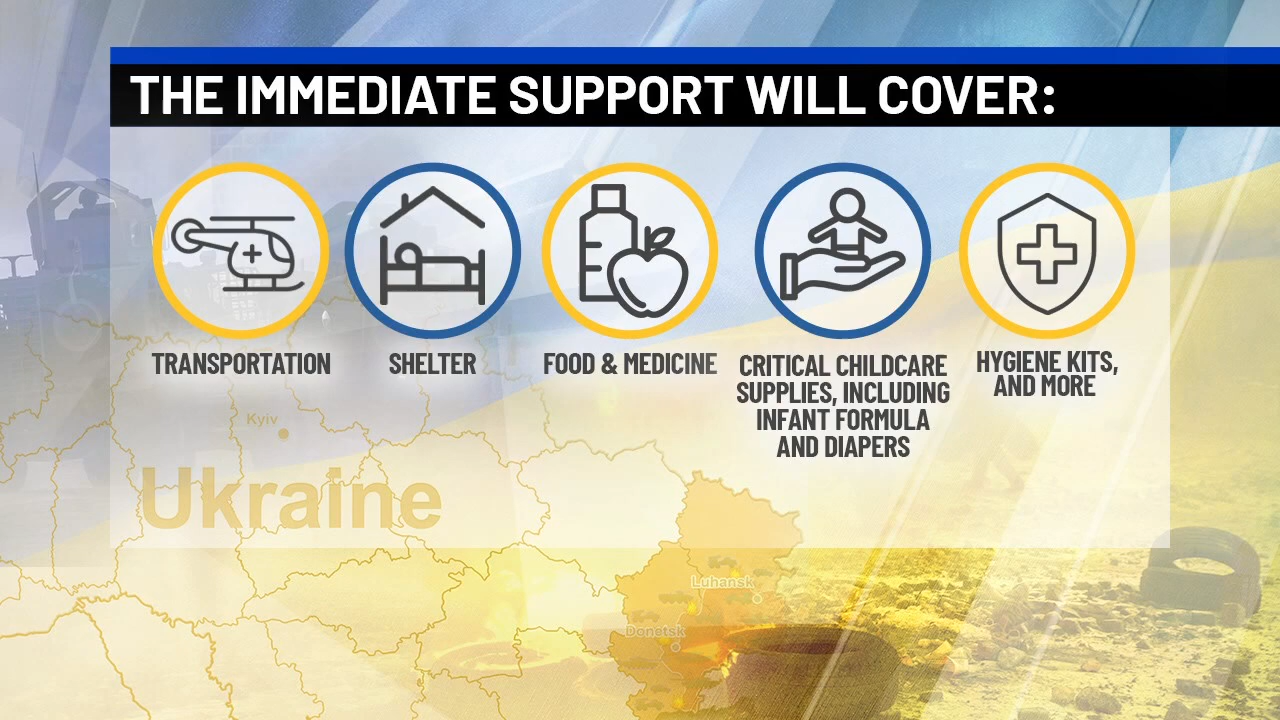 THE IMMEDIATE SUPPORT WILL COVER:
TRANSPORTATION
SHELTER
FOOD & MEDICINE
CRITICAL CHILDCARE
SUPPLIES, INCLUDING
INFANT FORMULA
AND DIAPERS
HYGIENE KITS,
AND MORE
Kyiv
Ukraine
Luhansk
Donetsk